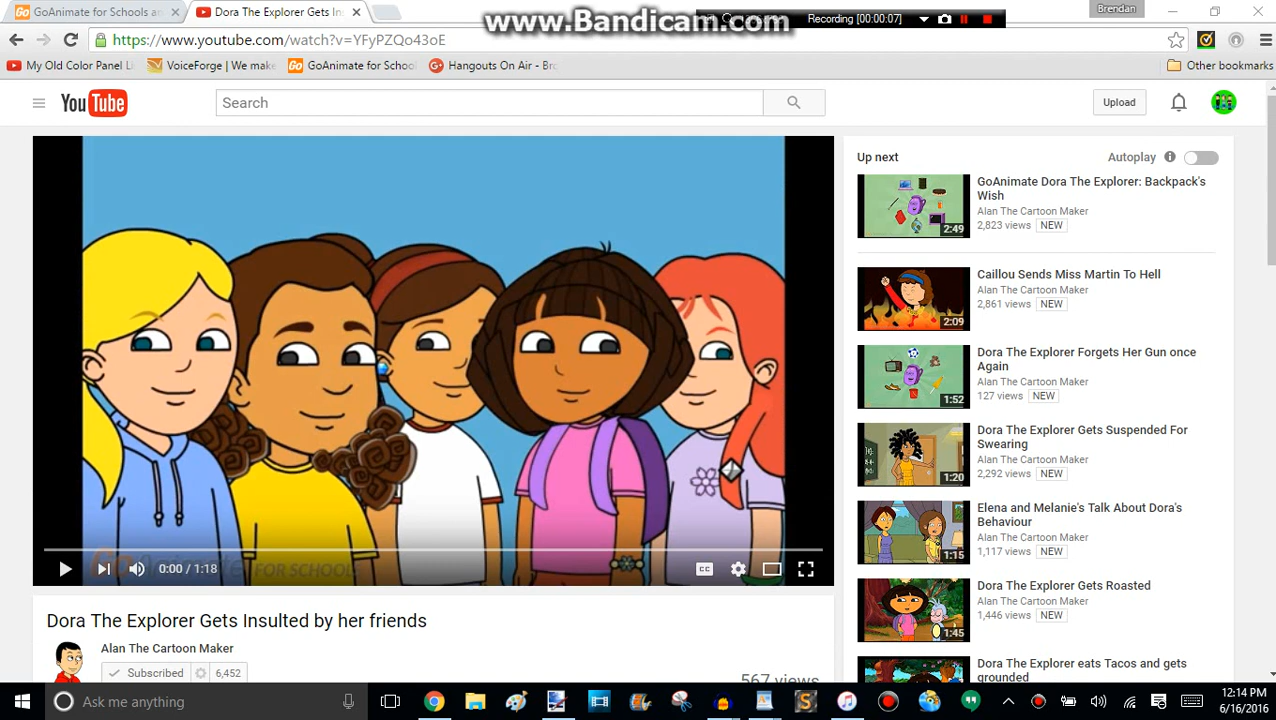 www.Bandicam.com
Recording [00:00:07]
Brendan
GoAnimate for Schools an
Dora The Explorer Gets In
https://www.youtube.com/watch?v=YFyPZQo43oE
My Old Color Panel Li
VoiceForge | We make
GoAnimate for School
Hangouts On Air - Bro
Other bookmarks
YouTube
Search
Upload
Up next
Autoplay
GoAnimate Dora The Explorer: Backpack's
Wish
Alan The Cartoon Maker
2,823 views NEW
2:49
Caillou Sends Miss Martin To Hell
Alan The Cartoon Maker
2,861 views NEW
2:09
Dora The Explorer Forgets Her Gun once
Again
Alan The Cartoon Maker
127 views NEW
1:52
Dora The Explorer Gets Suspended For
Swearing
Alan The Cartoon Maker
2,292 views NEW
1:20
Elena and Melanie's Talk About Dora's
Behaviour
Alan The Cartoon Maker
1,117 views NEW
1:15
Dora The Explorer Gets Roasted
Alan The Cartoon Maker
1,446 views NEW
1:45
Dora The Explorer eats Tacos and gets
grounded
Go
FOR SCHOOLS
0:00 / 1:18
CC
Dora The Explorer Gets Insulted by her friends
Alan The Cartoon Maker
Subscribed
6,452
567 views
Ask me anything
12:14 PM
6/16/2016